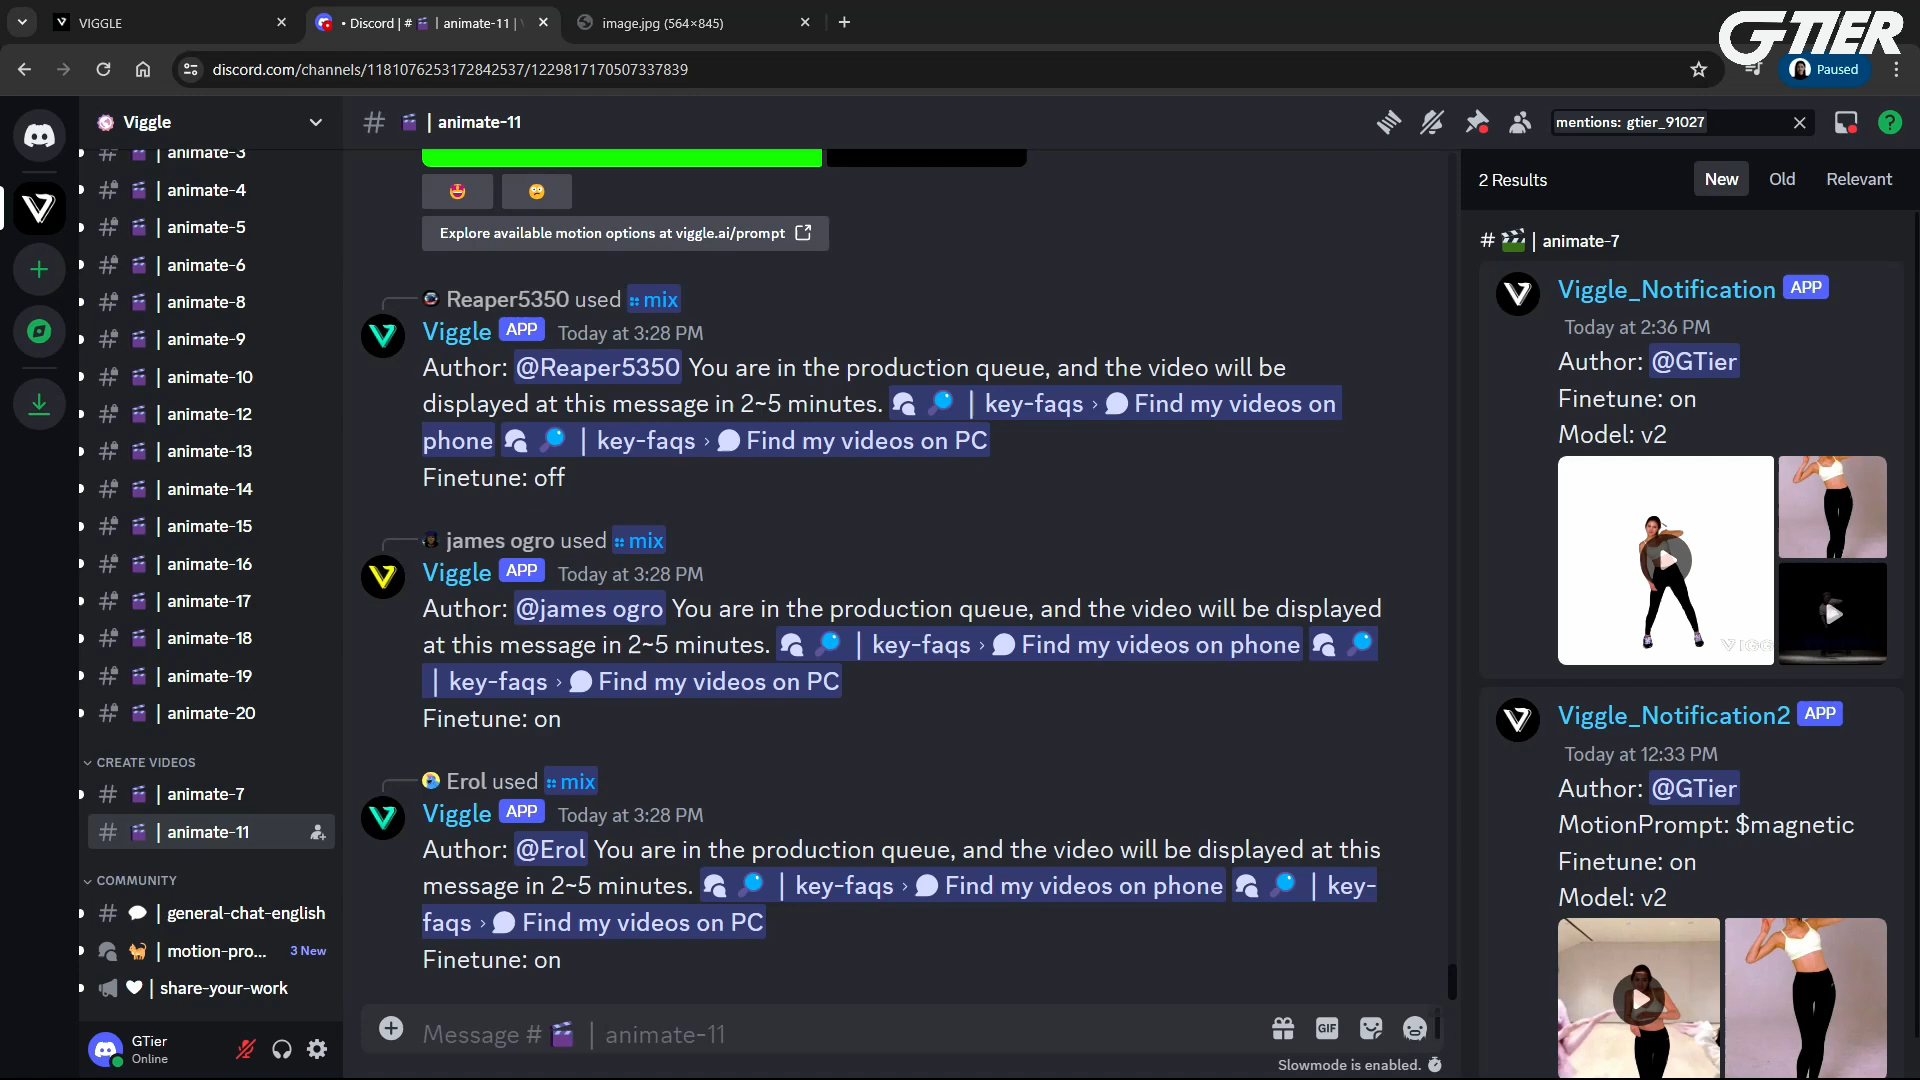 VIGGLE
• Discord | # | animate-11 |
image.jpg (564×845)
GTIER
discord.com/channels/1181076253172842537/1229817170507337839
Paused
Viggle
# | animate-11
mentions: gtier_91027
# | animate-3
# | animate-4
# | animate-5
# | animate-6
# | animate-8
# | animate-9
# | animate-10
# | animate-12
# | animate-13
# | animate-14
# | animate-15
# | animate-16
# | animate-17
# | animate-18
# | animate-19
# | animate-20
CREATE VIDEOS
# | animate-7
# | animate-11
COMMUNITY
# | general-chat-english
| motion-pro... 3 New
| share-your-work
GTier
Online
Explore available motion options at viggle.ai/prompt
Reaper5350 used mix
Viggle APP Today at 3:28 PM
Author: @Reaper5350 You are in the production queue, and the video will be
displayed at this message in 2~5 minutes. | key-faqs › Find my videos on
phone | key-faqs › Find my videos on PC
Finetune: off
james ogro used mix
Viggle APP Today at 3:28 PM
Author: @james ogro You are in the production queue, and the video will be displayed
at this message in 2~5 minutes. | key-faqs › Find my videos on phone
| key-faqs › Find my videos on PC
Finetune: on
Erol used mix
Viggle APP Today at 3:28 PM
Author: @Erol You are in the production queue, and the video will be displayed at this
message in 2~5 minutes. | key-faqs › Find my videos on phone | key-
faqs › Find my videos on PC
Finetune: on
Message # | animate-11
GIF
Slowmode is enabled.
2 Results
New Old Relevant
# | animate-7
Viggle_Notification APP
Today at 2:36 PM
Author: @GTier
Finetune: on
Model: v2
Viggle_Notification2 APP
Today at 12:33 PM
Author: @GTier
MotionPrompt: $magnetic
Finetune: on
Model: v2